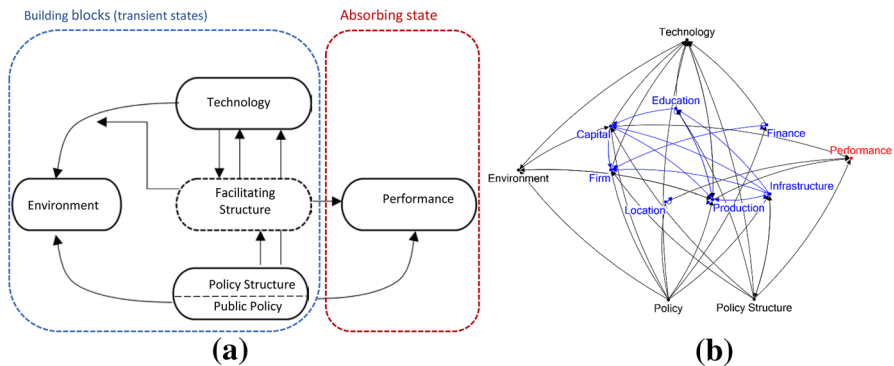 Building blocks (transient states)
Absorbing state
Technology
Environment
Facilitating
Structure
Performance
Policy Structure
Public Policy
(a)
Technology
Education
Capital
Finance
Performance
Environment
Firm
Infrastructure
Location
Production
Policy
Policy Structure
(b)